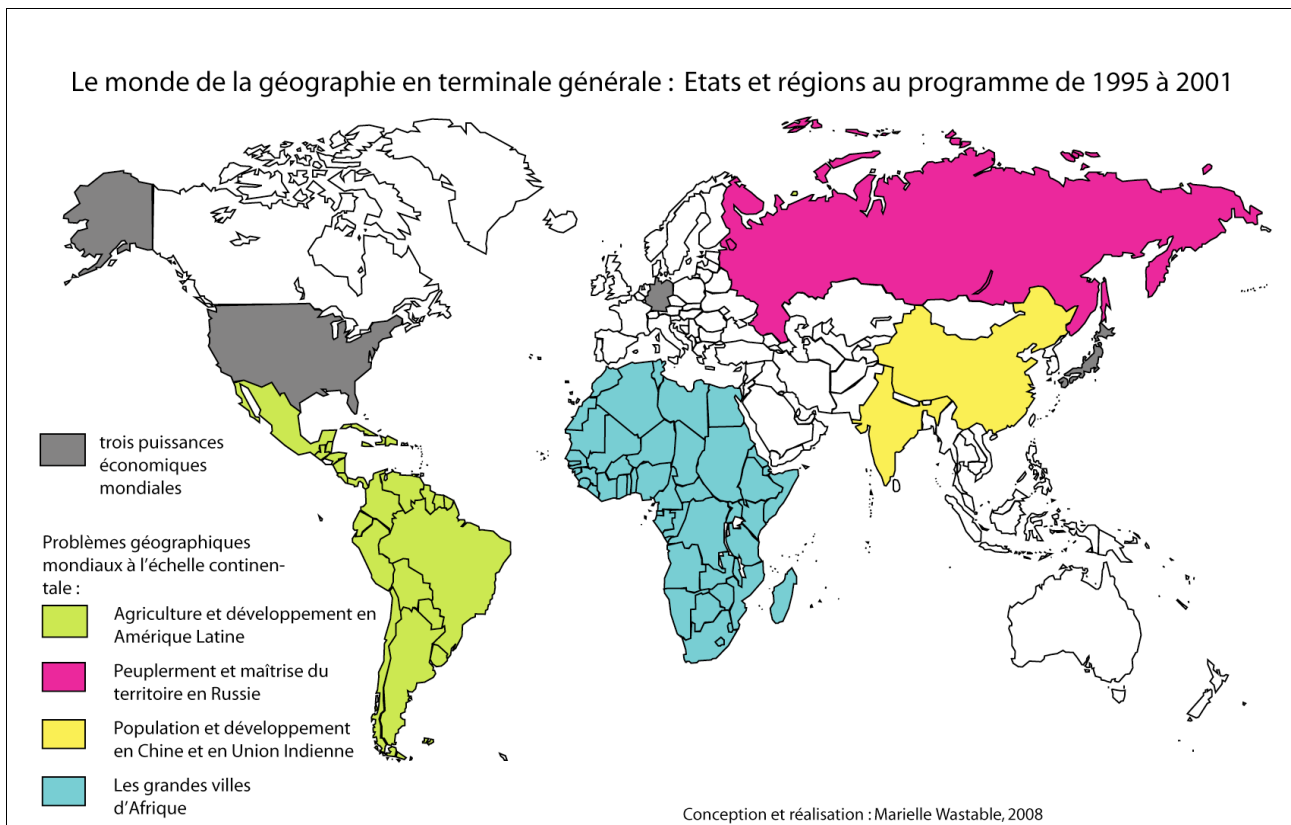 Le monde de la géographie en terminale générale : Etats et régions au programme de 1995 à 2001
trois puissances
économiques
mondiales
Problèmes géographiques
mondiaux à l'échelle continen-
tale :
Agriculture et développement en
Amérique Latine
Peuplerment et maîtrise du
territoire en Russie
Population et développement
en Chine et en Union Indienne
Les grandes villes
d'Afrique
Conception et réalisation : Marielle Wastable, 2008